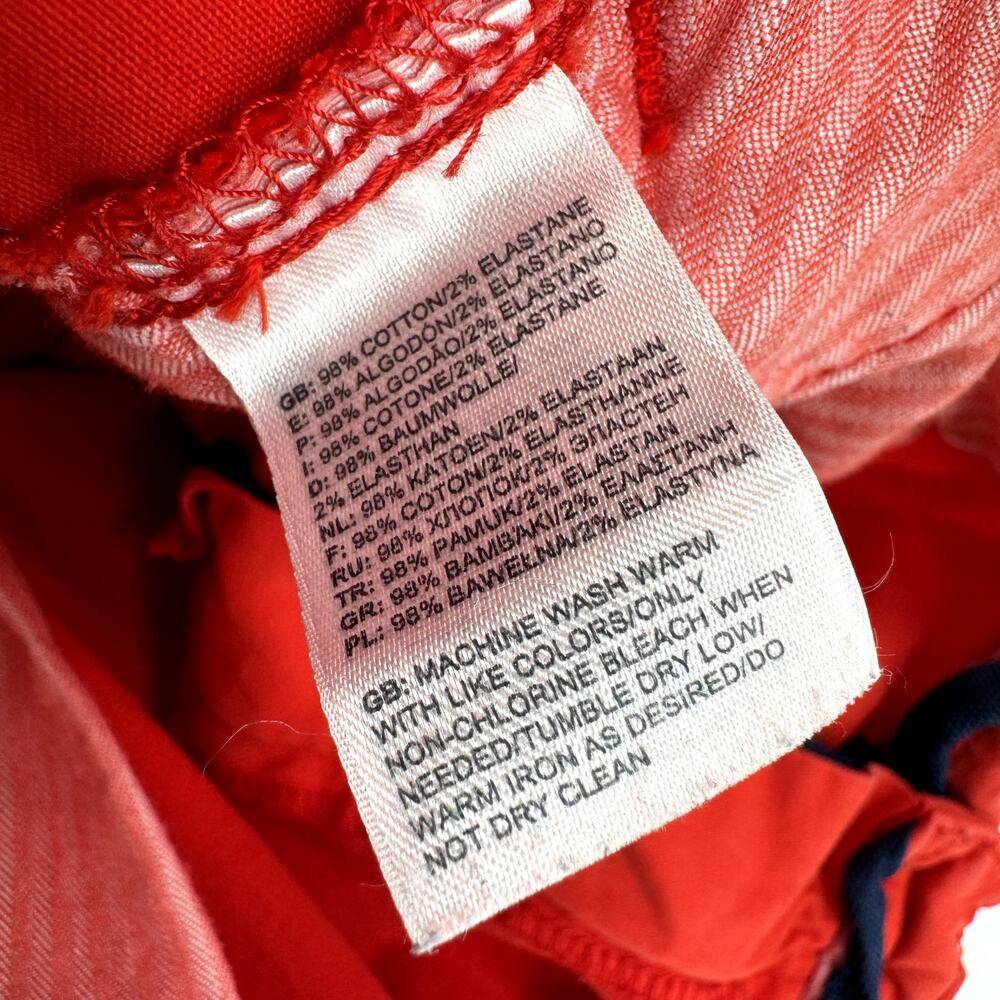 GB: 98% COTTON/2% ELASTANE
E: 98% ALGODÓN/2% ELASTANO
P: 98% ALGODÃO/2% ELASTANO
I: 98% COTONE/2% ELASTANE
D: 98% BAUMWOLLE/
2% ELASTHAN
NL: 98% KATOEN/2% ELASTAAN
F: 98% COTON/2% ELASTHANNE
RU: 98% ХЛОПОК/2% ЭЛАСТЕН
TR: 98% PAMUK/2% ELASTAN
GR: 98% ΒΑΜΒΑΚΙ/2% ΕΛΑΣΤΑΝΗ
PL: 98% BAWEŁNA/2% ELASTYNA
GB: MACHINE WASH WARM
WITH LIKE COLORS/ONLY
NON-CHLORINE BLEACH WHEN
NEEDED/TUMBLE DRY LOW/
WARM IRON AS DESIRED/DO
NOT DRY CLEAN